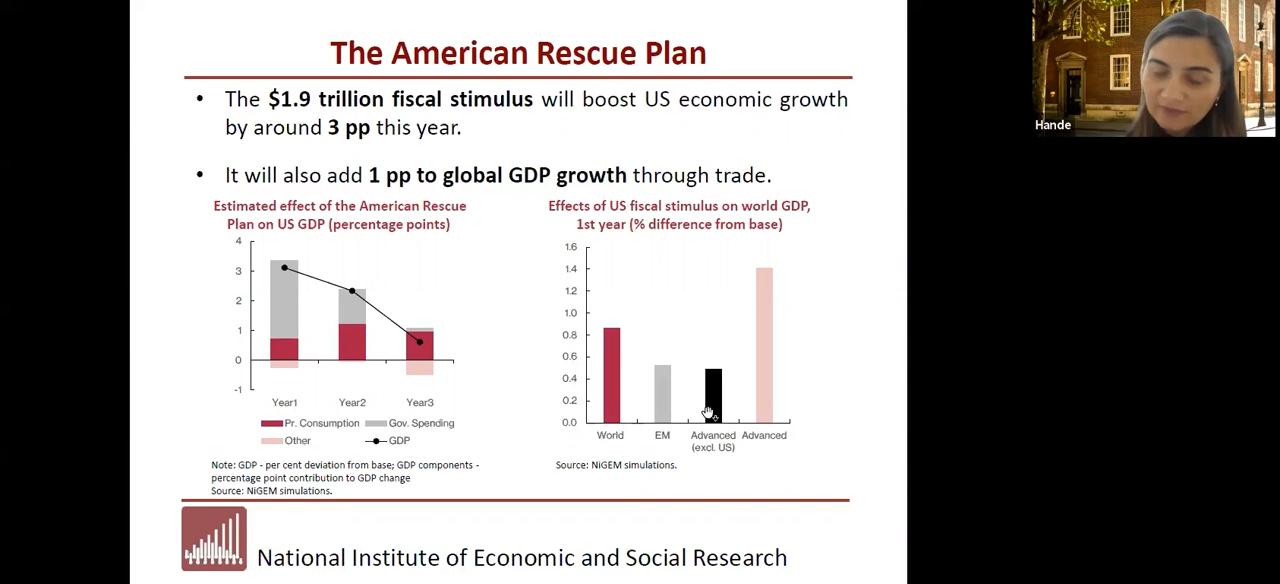 The American Rescue Plan
• The $1.9 trillion fiscal stimulus will boost US economic growth
by around 3 pp this year.
• It will also add 1 pp to global GDP growth through trade.
Estimated effect of the American Rescue
Plan on US GDP (percentage points)
4
3
2
1
0
-1
Year1 Year2 Year3
Pr. Consumption Gov. Spending
Other GDP
Note: GDP - per cent deviation from base; GDP components -
percentage point contribution to GDP change
Source: NiGEM simulations.
Effects of US fiscal stimulus on world GDP,
1st year (% difference from base)
1.6
1.4
1.2
1.0
0.8
0.6
0.4
0.2
0.0
World EM Advanced Advanced
(excl. US)
Source: NiGEM simulations.
National Institute of Economic and Social Research
Hande